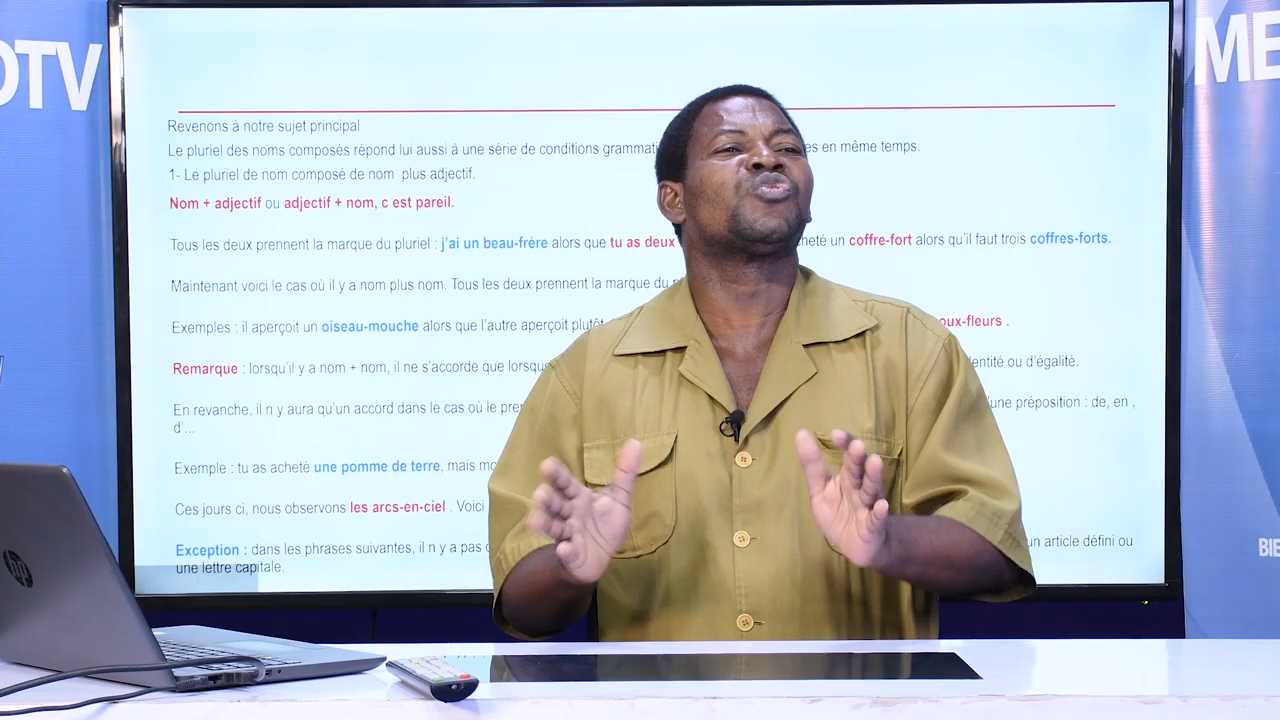 DTV
ME
Revenons à notre sujet principal
Le pluriel des noms composés répond lui aussi à une série de conditions en même temps.
1- Le pluriel de nom composé de nom plus adjectif.
Nom + adjectif ou adjectif + nom, c est pareil.
Tous les deux prennent la marque du pluriel : j'ai un beau-frère alors que tu as deux un coffre-fort alors qu'il faut trois coffres-forts.
Maintenant voici le cas où il y a nom plus nom. Tous les deux prennent la marque du
Exemples : il aperçoit un oiseau-mouche alors que l'autre aperçoit plutôt oux-fleurs .
Remarque : lorsqu'il y a nom + nom, il ne s'accorde que lorsque ou d'égalité.
En revanche, il n y aura qu'un accord dans le cas où le une préposition : de, en ,
d'...
Exemple : tu as acheté une pomme de terre, mais
Ces jours ci, nous observons les arcs-en-ciel . Voici
Exception : dans les phrases suivantes, il n y a pas un article défini ou
une lettre capitale.
BIE
hp